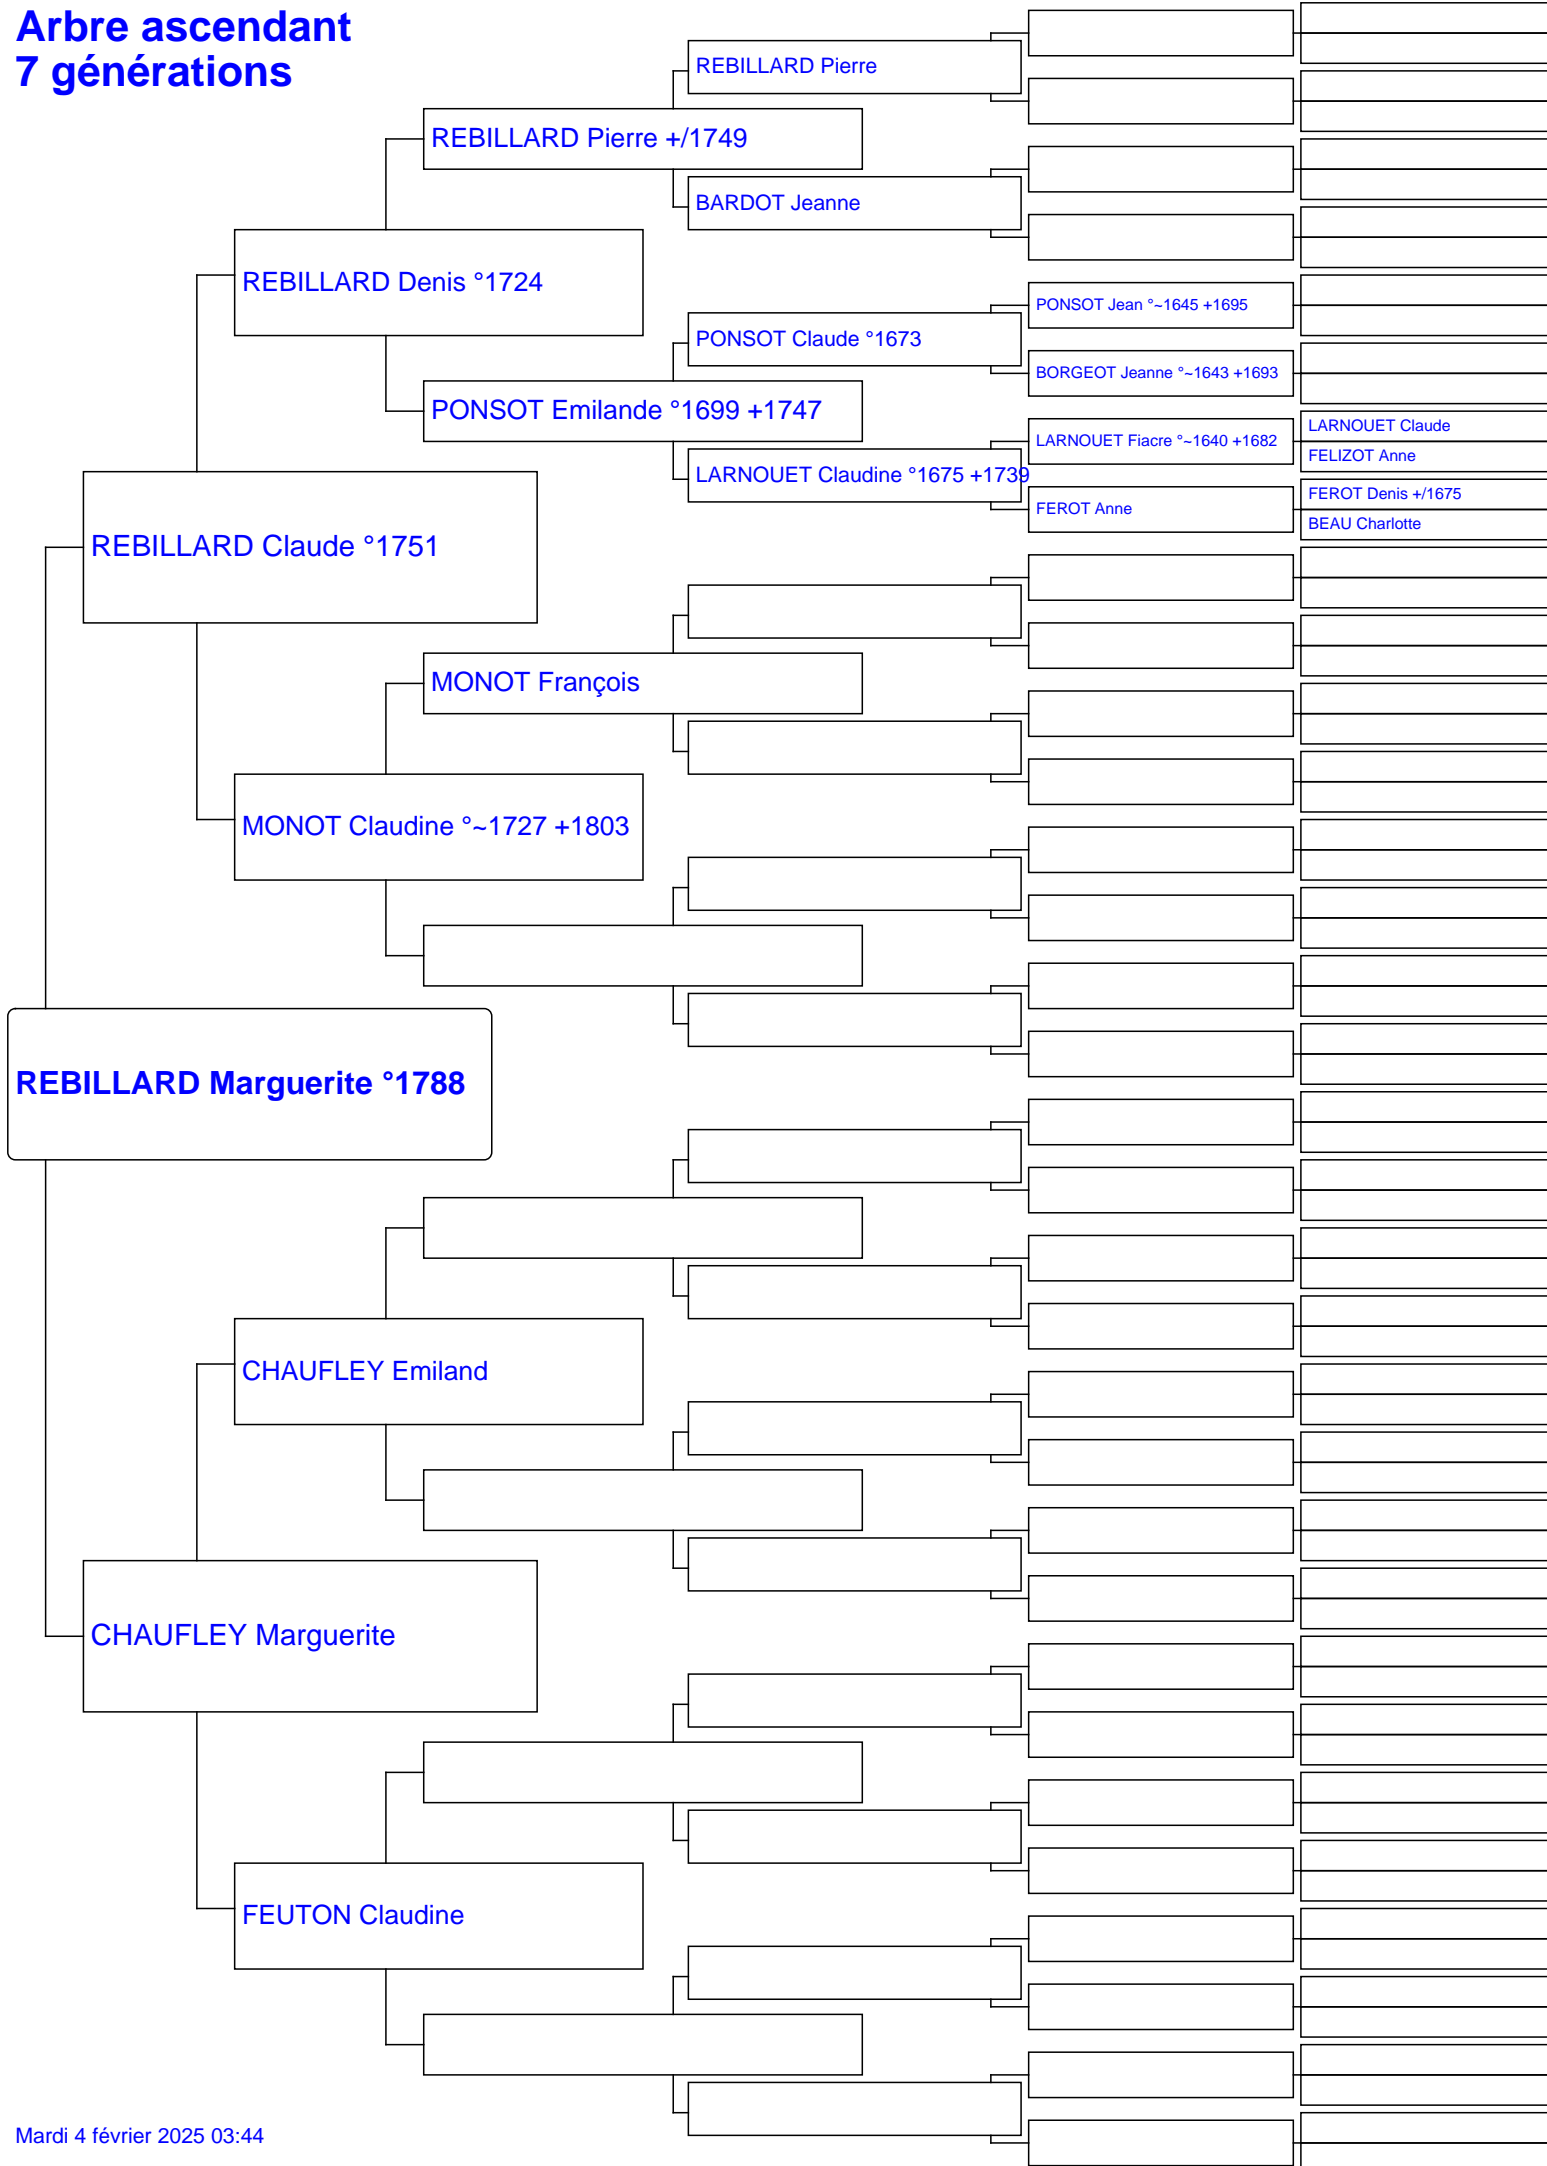 Arbre ascendant
7 générations
REBILLARD Pierre
REBILLARD Pierre +/1749
BARDOT Jeanne
REBILLARD Denis °1724
PONSOT Jean °~1645 +1695
PONSOT Claude °1673
BORGEOT Jeanne °~1643 +1693
PONSOT Emilande °1699 +1747
LARNOUET Claude
LARNOUET Fiacre °~1640 +1682
FELIZOT Anne
LARNOUET Claudine °1675 +1739
FEROT Denis +/1675
FEROT Anne
BEAU Charlotte
REBILLARD Claude °1751
MONOT François
MONOT Claudine °~1727 +1803
REBILLARD Marguerite °1788
CHAUFLEY Emiland
CHAUFLEY Marguerite
FEUTON Claudine
Mardi 4 février 2025 03:44